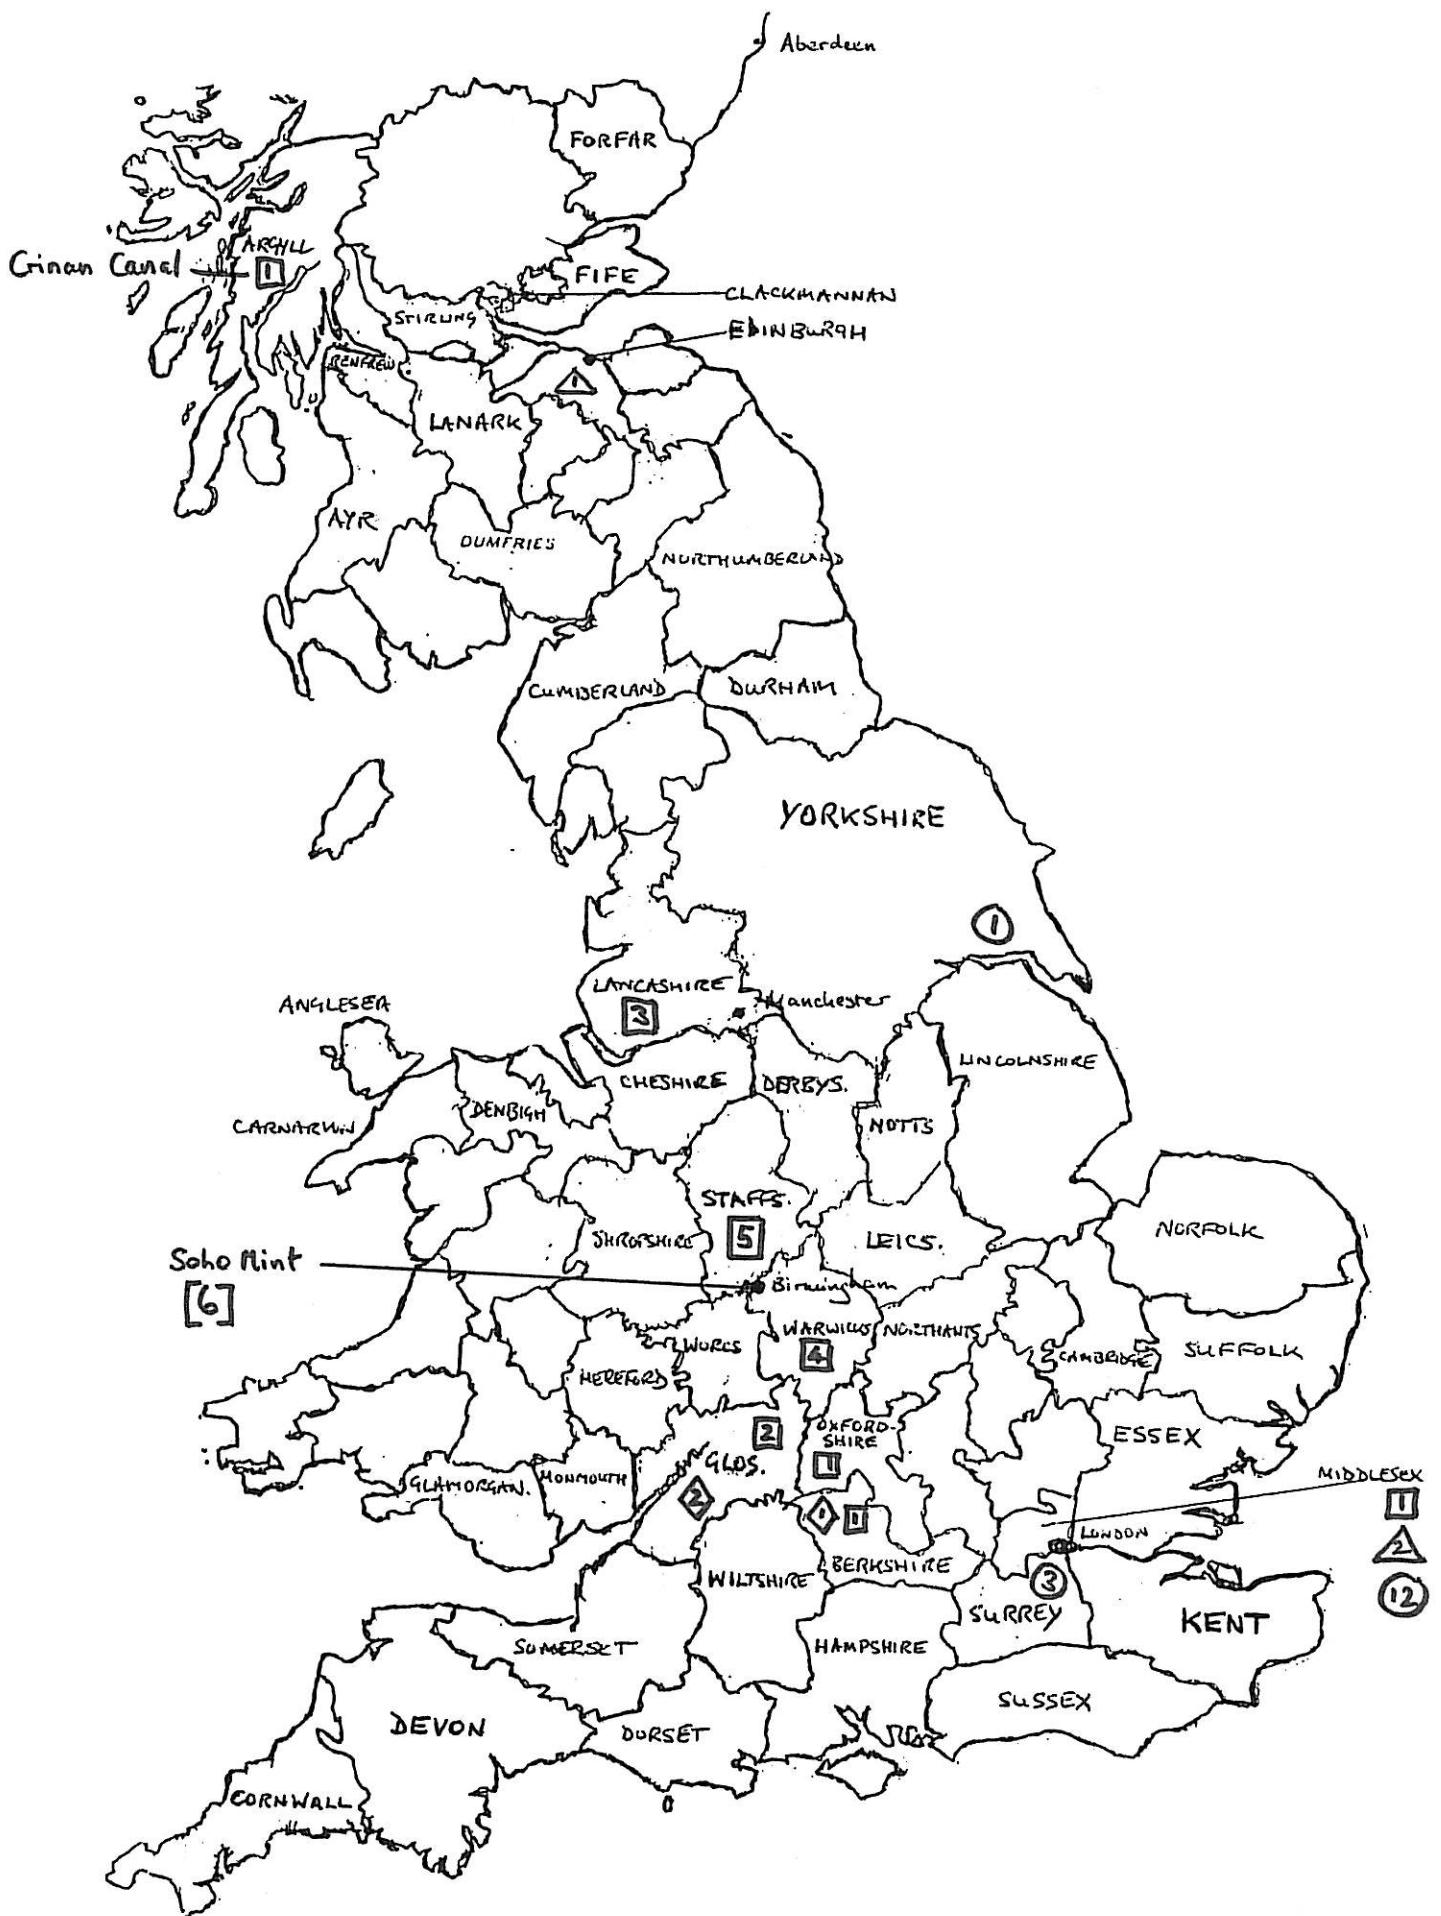 Aberdeen
FORFAR
ARGYLL
Crinan Canal
1
FIFE
CLACKMANNAN
STIRLING
EDINBURGH
RENFREW
1
LANARK
AYR
DUMFRIES
NORTHUMBERLAND
CUMBERLAND
DURHAM
YORKSHIRE
1
LANCASHIRE
3
Manchester
ANGLESEA
LINCOLNSHIRE
CHESHIRE
DERBYS.
DENBIGH
NOTTS
CARNARVON
STAFFS.
5
SHROPSHIRE
LEICS.
NORFOLK
Soho Mint
[6]
Birmingham
WORCS
WARWICKS
4
NORTHANTS
CAMBRIDGE
SUFFOLK
HEREFORD
2
OXFORD-
SHIRE
1
ESSEX
GLOS.
2
GLAMORGAN.
MONMOUTH
MIDDLESEX
1
2
12
1
1
LONDON
BERKSHIRE
WILTSHIRE
3
SURREY
KENT
SOMERSET
HAMPSHIRE
SUSSEX
DEVON
DORSET
CORNWALL